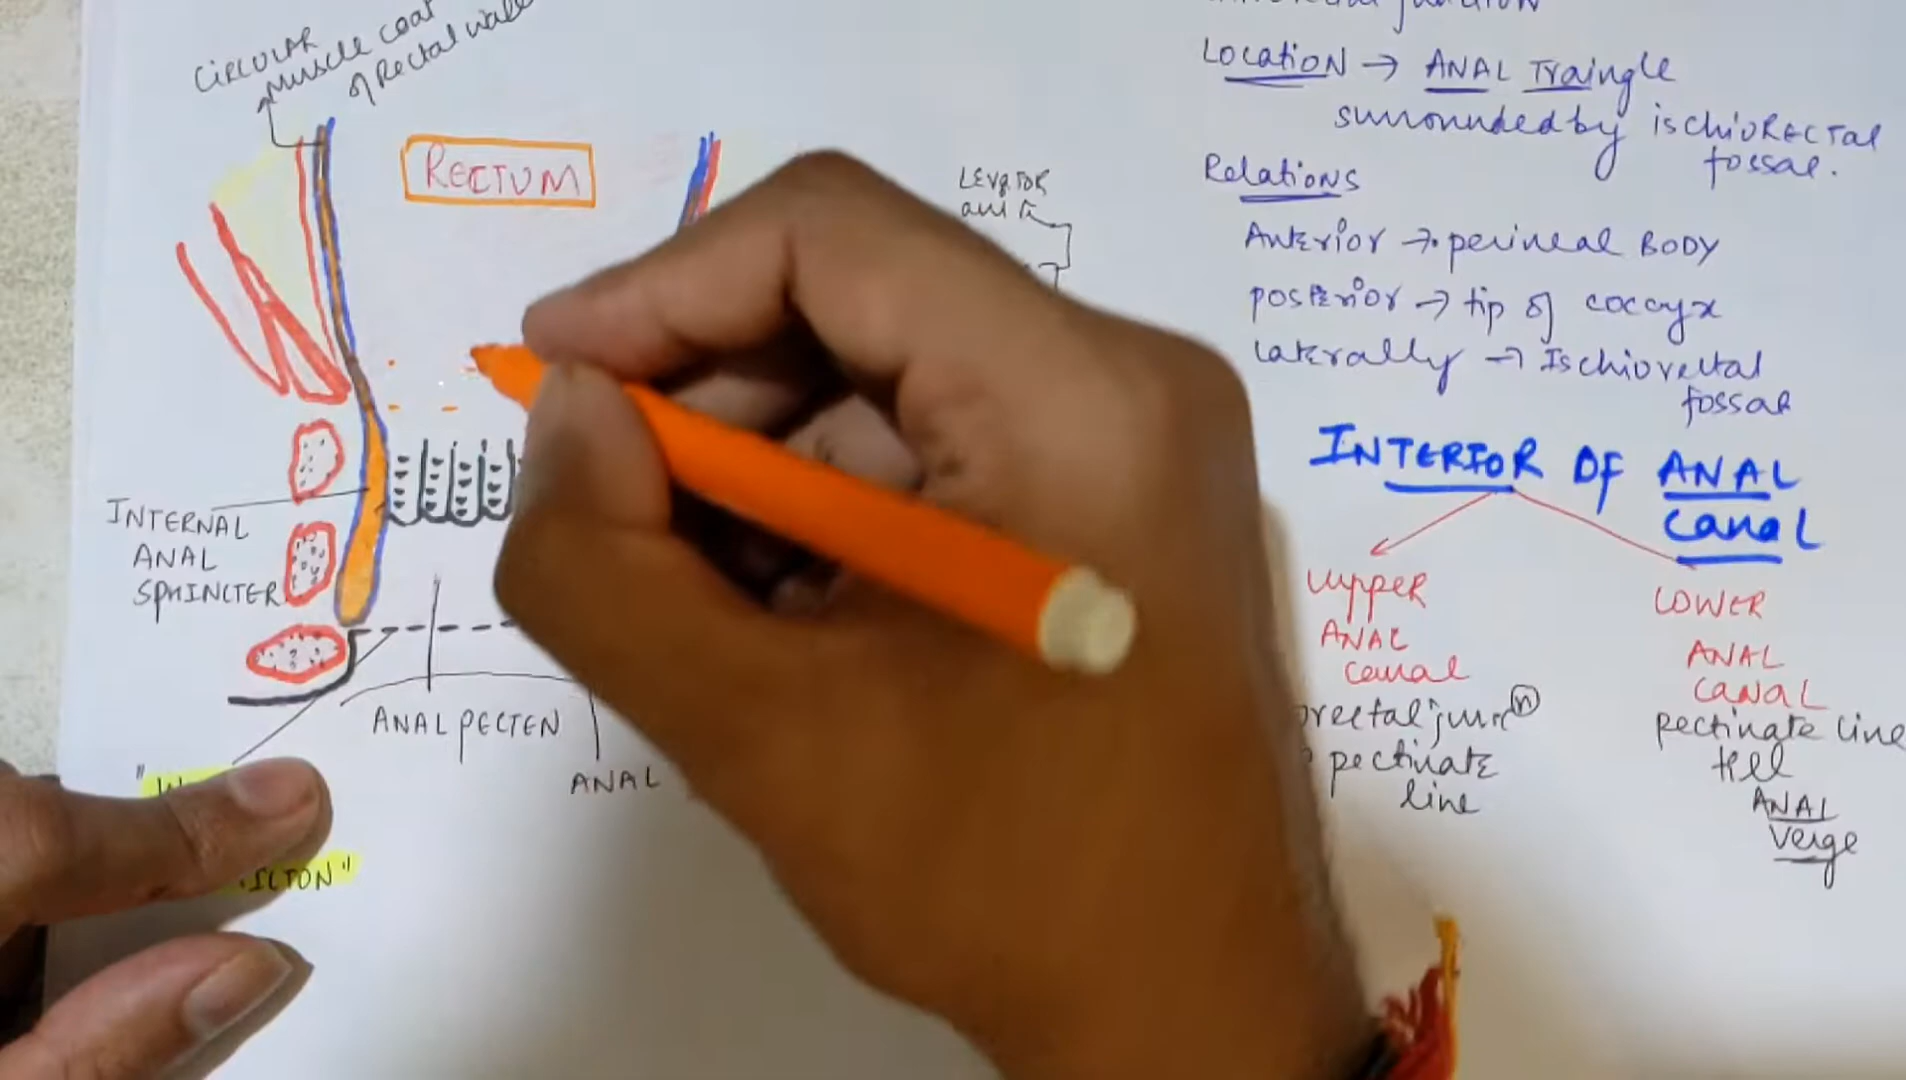 CIRCULAR
Muscle coat
of Rectal wall
RECTUM
LEVATOR
ani
INTERNAL
ANAL
SPHINCTER
ANAL PECTEN
ANAL
junction
Location → ANAL Traingle
surrounded by ischioRECTal
fossae.
Relations
Anterior → perineal BODY
posterior → tip of coccyx
laterally → Ischiorectal
fossae
INTERIOR OF ANAL
canal
Upper
ANAL
canal
pectinate
line
LOWER
ANAL
CANAL
Pectinate line
till
ANAL
Verge